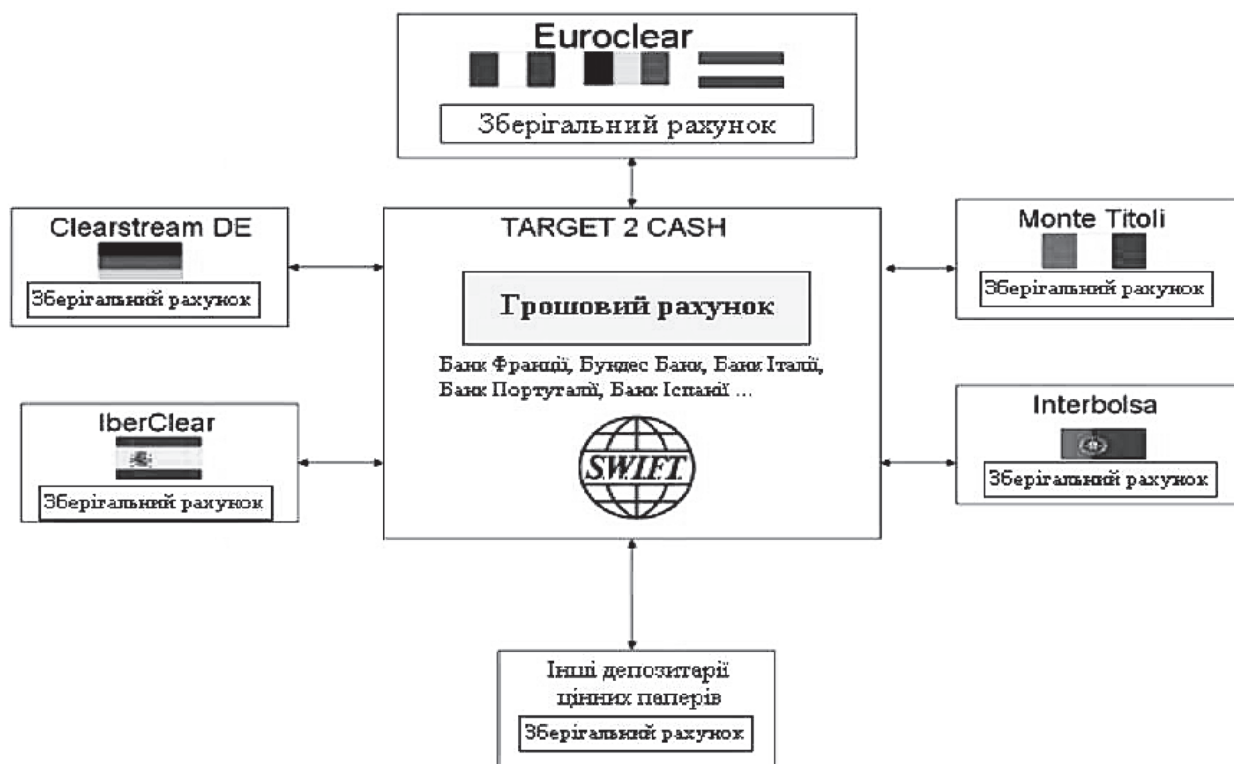 Euroclear
Зберігальний рахунок
Clearstream DE
Зберігальний рахунок
TARGET 2 CASH
Грошовий рахунок
Банк Франції, Бундес Банк, Банк Італії,
Банк Португалії, Банк Іспанії ...
S.W.I.F.T.
Monte Titoli
Зберігальний рахунок
IberClear
Зберігальний рахунок
Interbolsa
Зберігальний рахунок
Інші депозитарії
цінних паперів
Зберігальний рахунок